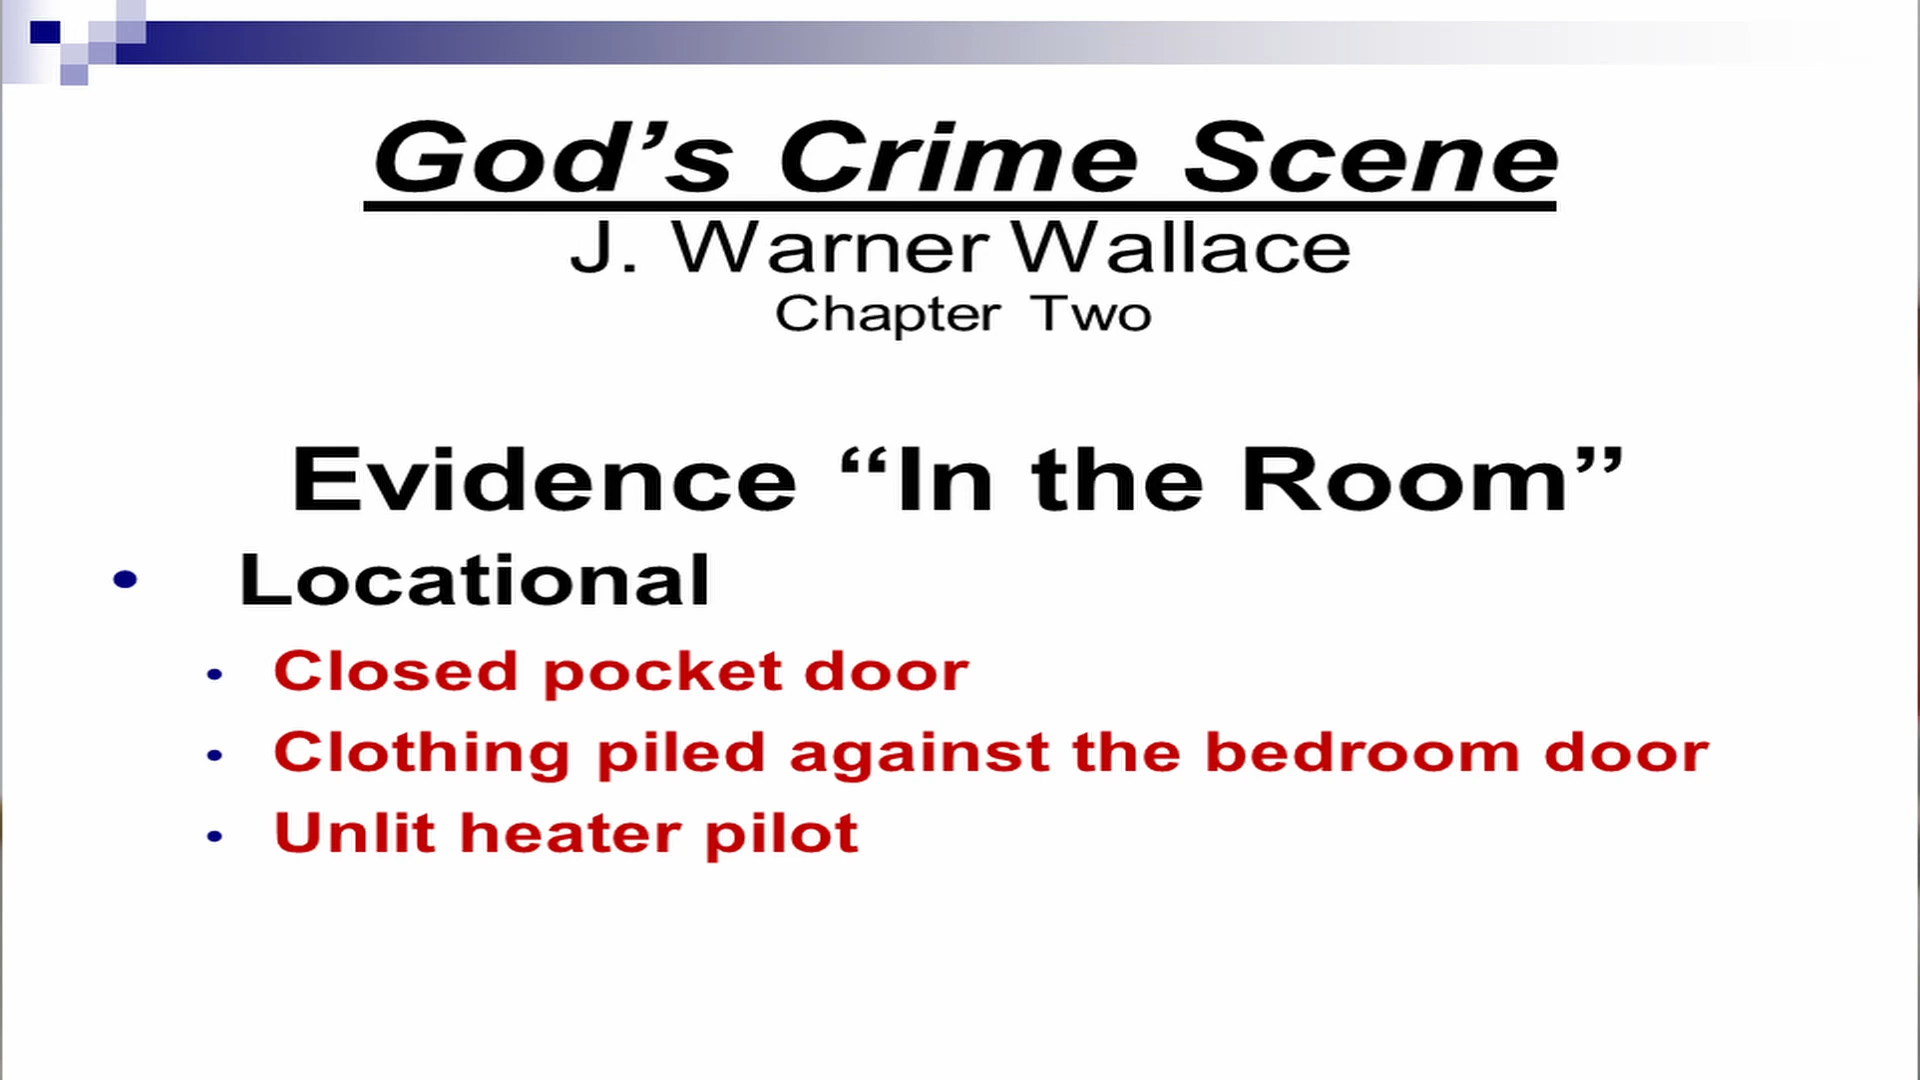 God’s Crime Scene
J. Warner Wallace
Chapter Two
Evidence “In the Room”
• Locational
• Closed pocket door
• Clothing piled against the bedroom door
• Unlit heater pilot